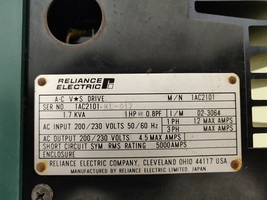 RELIANCE
ELECTRIC
A-C V★S DRIVE M/N 1AC2101
SER NO. 1AC2101-
1.7 KVA 1HP 0.8PF I/M 02-3064
AC INPUT 200/230 VOLTS 50/60 Hz 1PH 12 MAX AMPS
3PH MAX AMPS
AC OUTPUT 200/230 VOLTS 4.5 MAX AMPS
SHORT CIRCUIT SYM RMS RATING 5000AMPS
ENCLOSURE
RELIANCE ELECTRIC COMPANY, CLEVELAND OHIO 44117 USA
MANUFACTURED BY RELIANCE ELECTRIC LIMITED, JAPAN